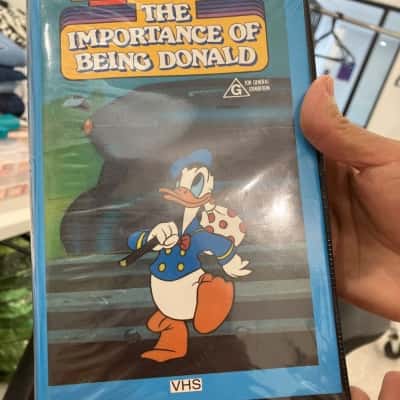 THE
IMPORTANCE OF
BEING DONALD
G
FOR GENERAL
EXHIBITION
VHS